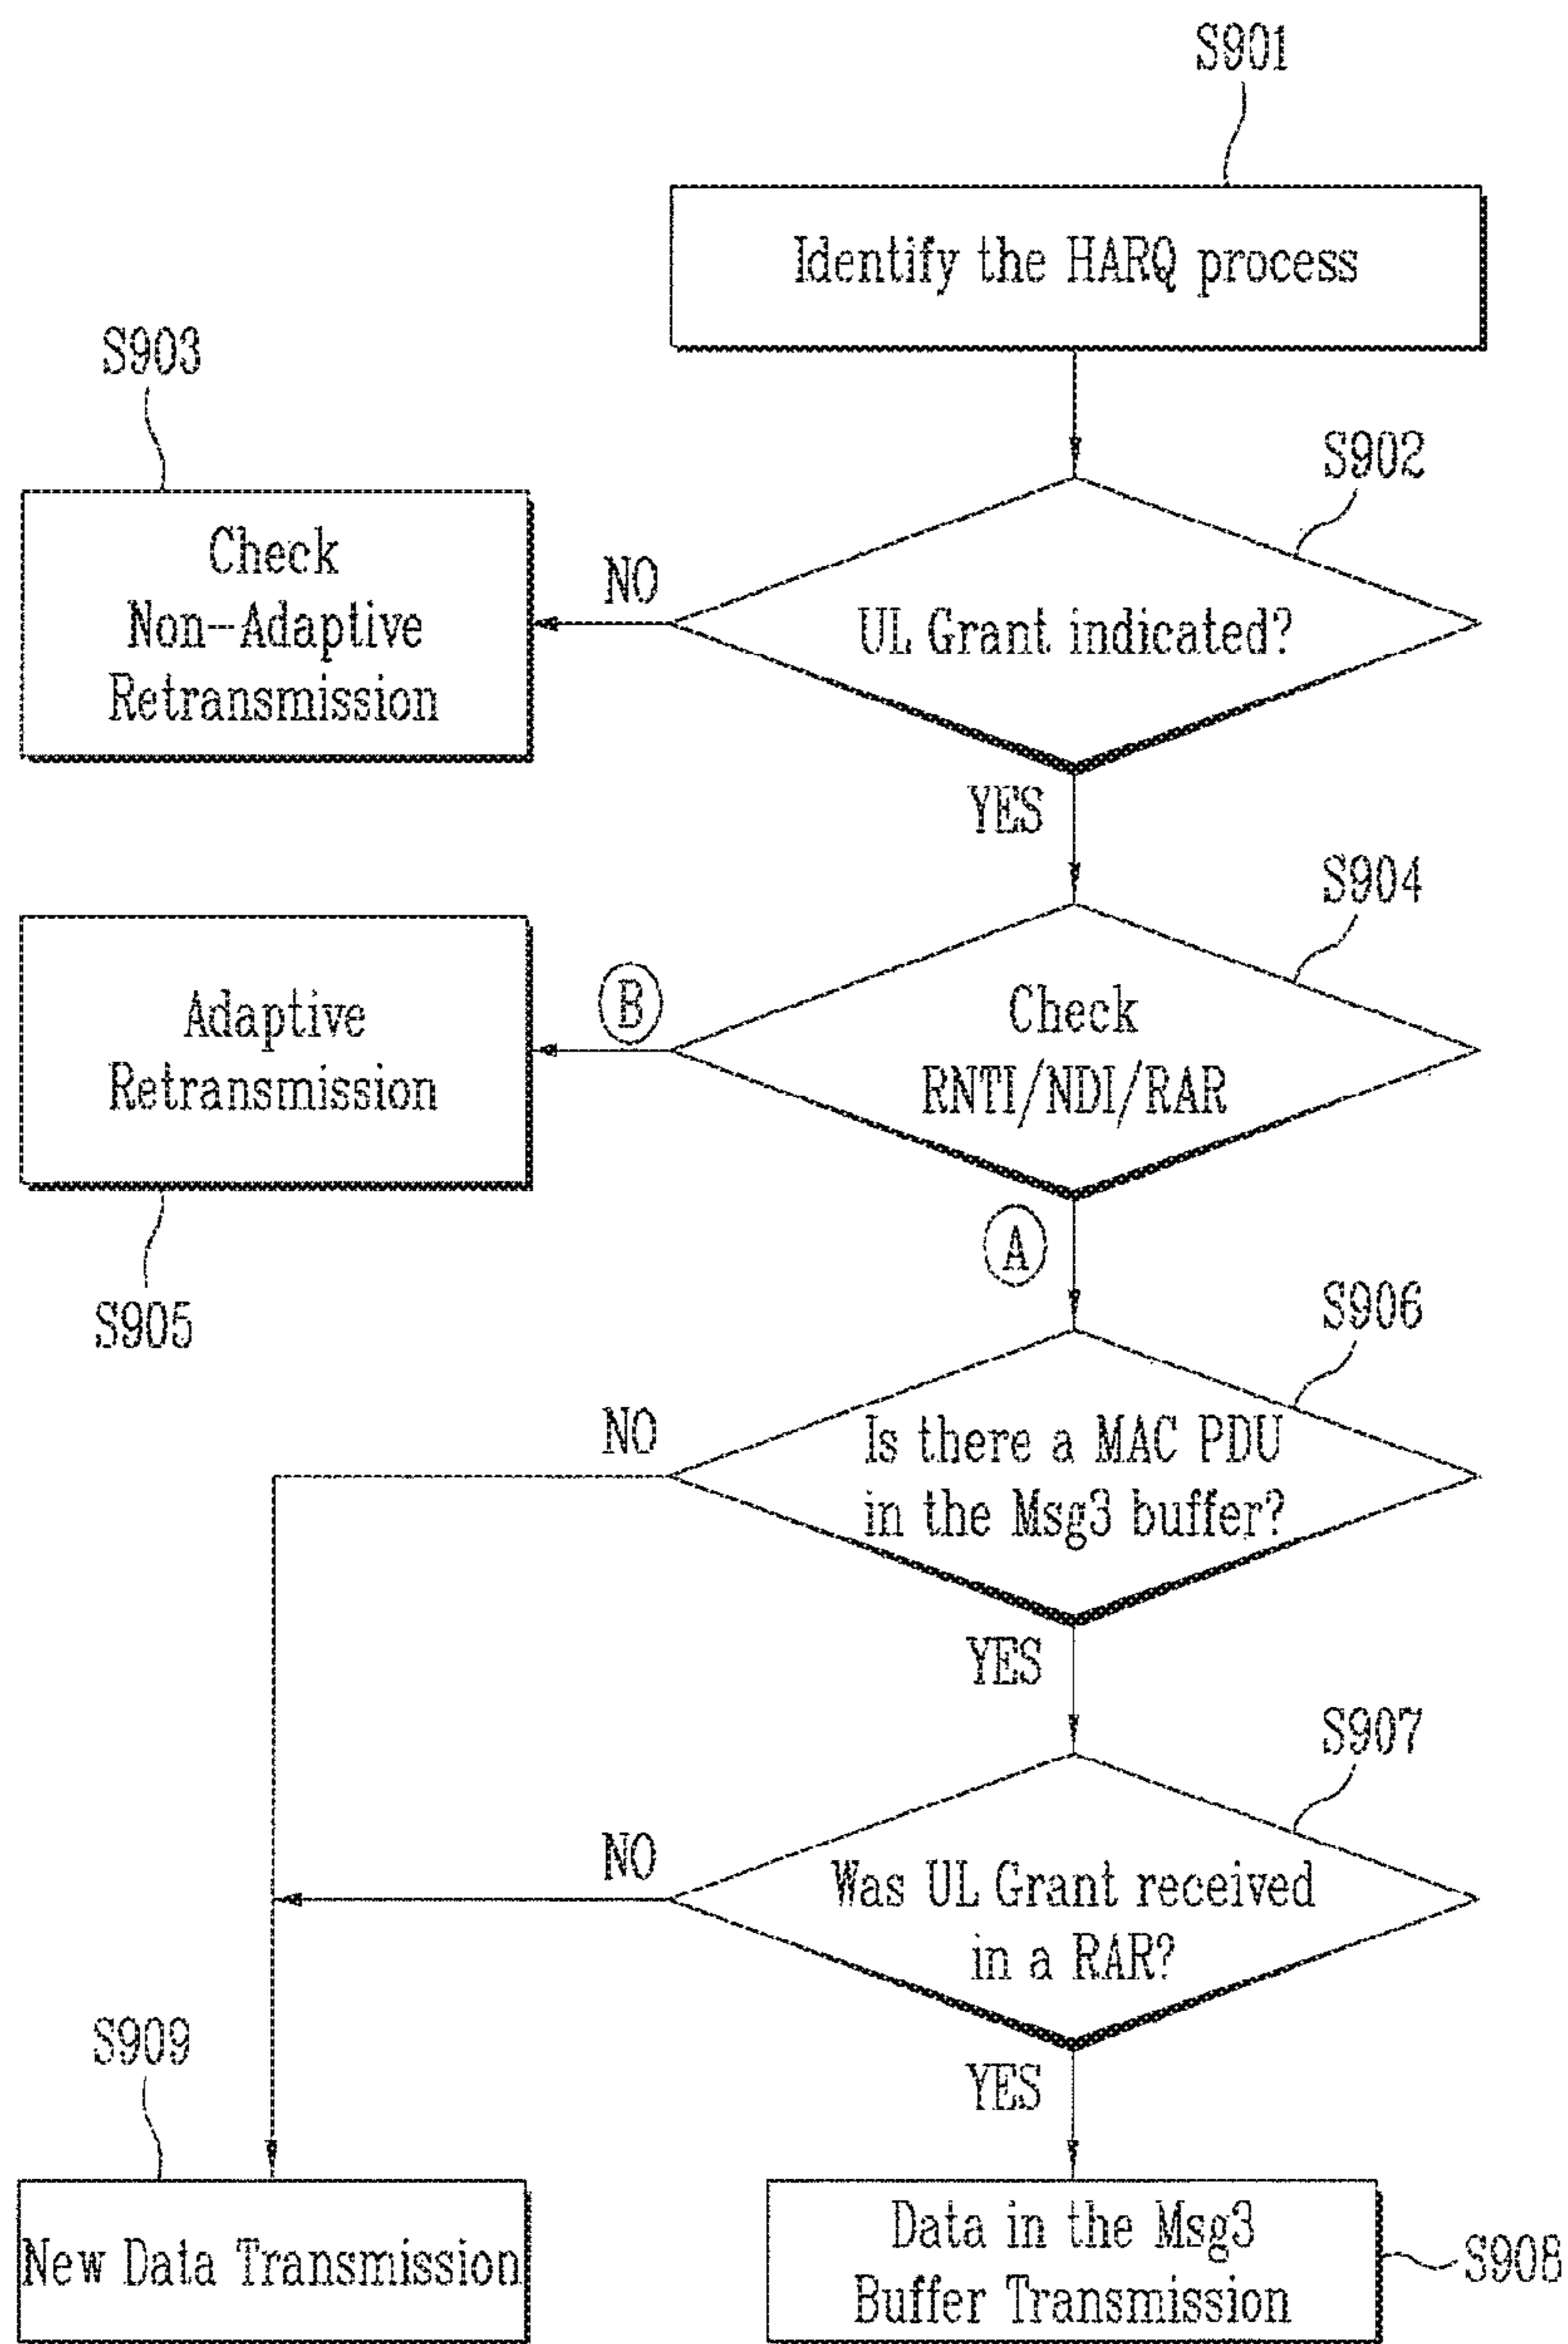 S901
Identify the HARQ process
S903
S902
Check
Non-Adaptive
Retransmission
NO
UL Grant indicated?
YES
S904
Adaptive
Retransmission
B
Check
RNTI/NDI/RAR
A
S905
S906
NO
Is there a MAC PDU
in the Msg3 buffer?
YES
S907
NO
Was UL Grant received
in a RAR?
S909
YES
New Data Transmission
Data in the Msg3
Buffer Transmission
S908